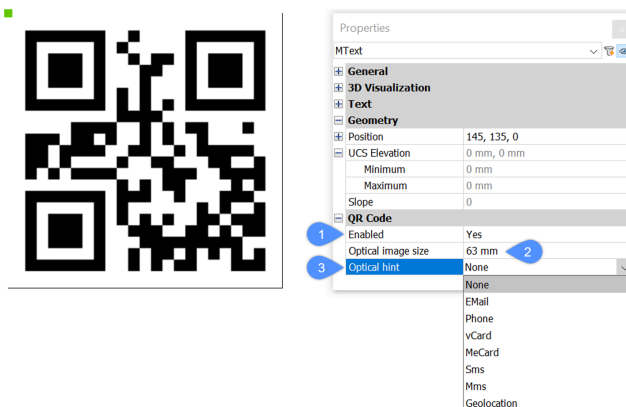 Properties
MText
General
3D Visualization
Text
Geometry
Position 145, 135, 0
UCS Elevation 0 mm, 0 mm
Minimum 0 mm
Maximum 0 mm
Slope 0
QR Code
1 Enabled Yes
Optical image size 63 mm 2
3 Optical hint None
None
EMail
Phone
vCard
MeCard
Sms
Mms
Geolocation